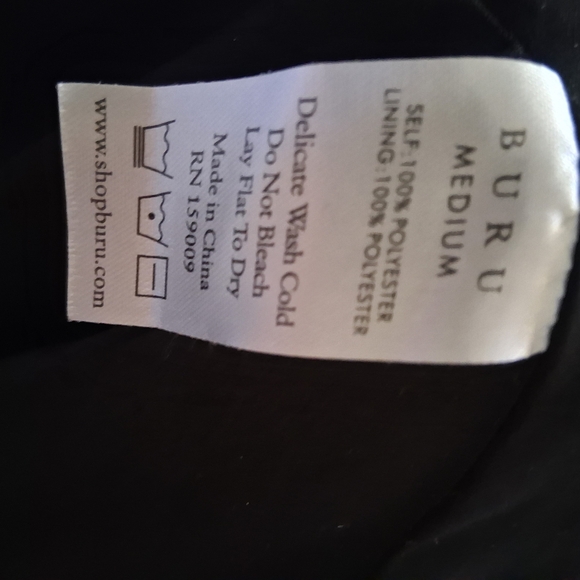 BURU
MEDIUM
SELF:100% POLYESTER
LINING:100% POLYESTER
Delicate Wash Cold
Do Not Bleach
Lay Flat To Dry
Made in China
RN 159009
www.shopburu.com